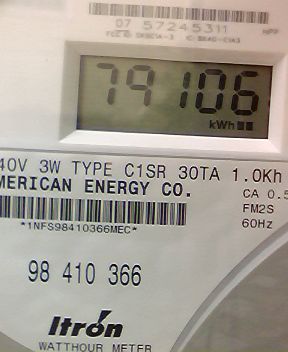 07 57245311
79106
kWh
40V 3W TYPE C1SR 30TA 1.0Kh
MERICAN ENERGY CO.
CA 0.5
FM2S
60Hz
*1NFS98410366MEC*
98 410 366
Itrón
WATTHOUR METER